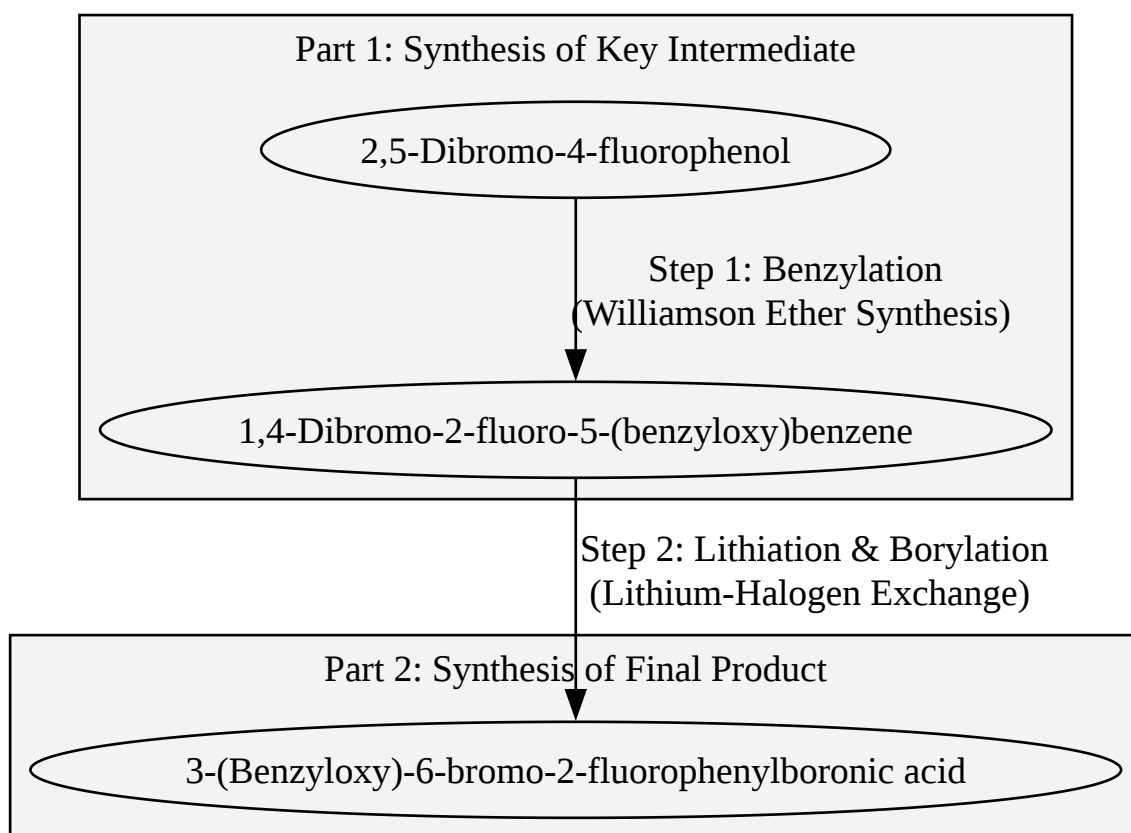 Part 1: Synthesis of Key Intermediate
2,5-Dibromo-4-fluorophenol
Step 1: Benzylation
(Williamson Ether Synthesis)
1,4-Dibromo-2-fluoro-5-(benzyloxy)benzene
Step 2: Lithiation & Borylation
(Lithium-Halogen Exchange)
Part 2: Synthesis of Final Product
3-(Benzyloxy)-6-bromo-2-fluorophenylboronic acid